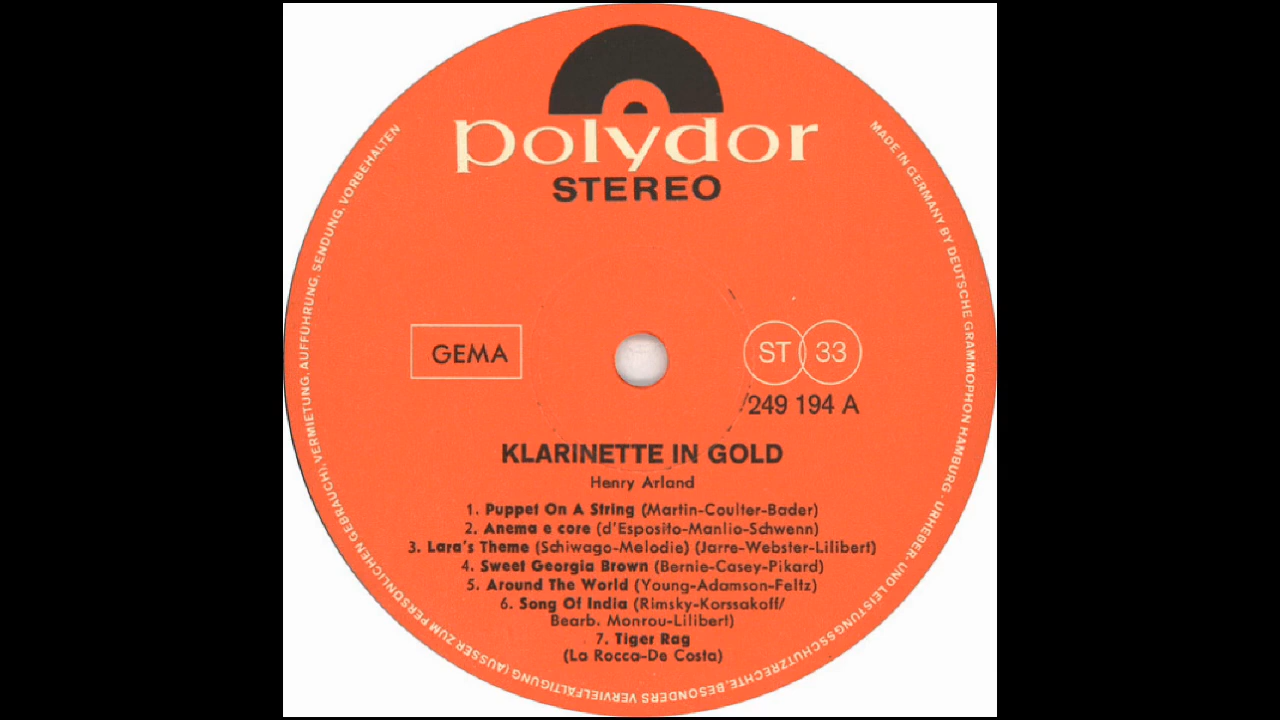 polydor
STEREO
MADE IN GERMANY BY DEUTSCHE GRAMMOPHON HAMBURG · URHEBER- UND LEISTUNGSSCHUTZRECHTE, BESONDERS VERVIELFÄLTIGUNG (AUSSER ZUM PERSÖNLICHEN GEBRAUCH), VERMIETUNG, AUFFÜHRUNG, SENDUNG, VORBEHALTEN
GEMA
ST 33
249 194 A
KLARINETTE IN GOLD
Henry Arland
1. Puppet On A String (Martin-Coulter-Bader)
2. Anema e core (d'Esposito-Manlio-Schwenn)
3. Lara's Theme (Schiwago-Melodie) (Jarre-Webster-Lilibert)
4. Sweet Georgia Brown (Bernie-Casey-Pikard)
5. Around The World (Young-Adamson-Feltz)
6. Song Of India (Rimsky-Korssakoff/
Bearb. Monrou-Lilibert)
7. Tiger Rag
(La Rocca-De Costa)